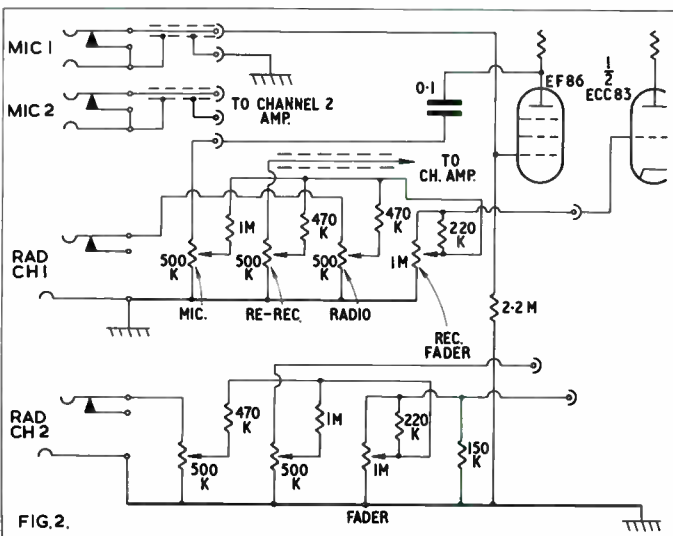 MIC 1
MIC 2
TO CHANNEL 2
AMP.
0·1
EF86
1/2
ECC83
TO
CH. AMP.
RAD
CH 1
500
K
1M
500
K
470
K
500
K
470
K
1M
220
K
MIC.
RE-REC.
RADIO
REC.
FADER
2·2 M
RAD
CH 2
500
K
470
K
500
K
1M
1M
220
K
150
K
FADER
FIG. 2.